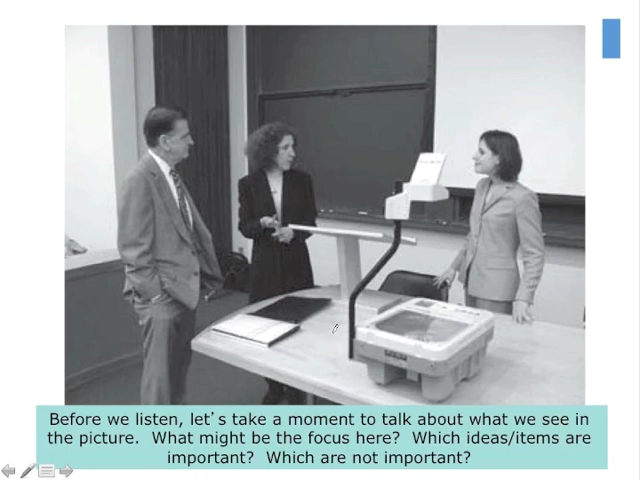 Before we listen, let's take a moment to talk about what we see in
the picture.  What might be the focus here?  Which ideas/items are
important?  Which are not important?